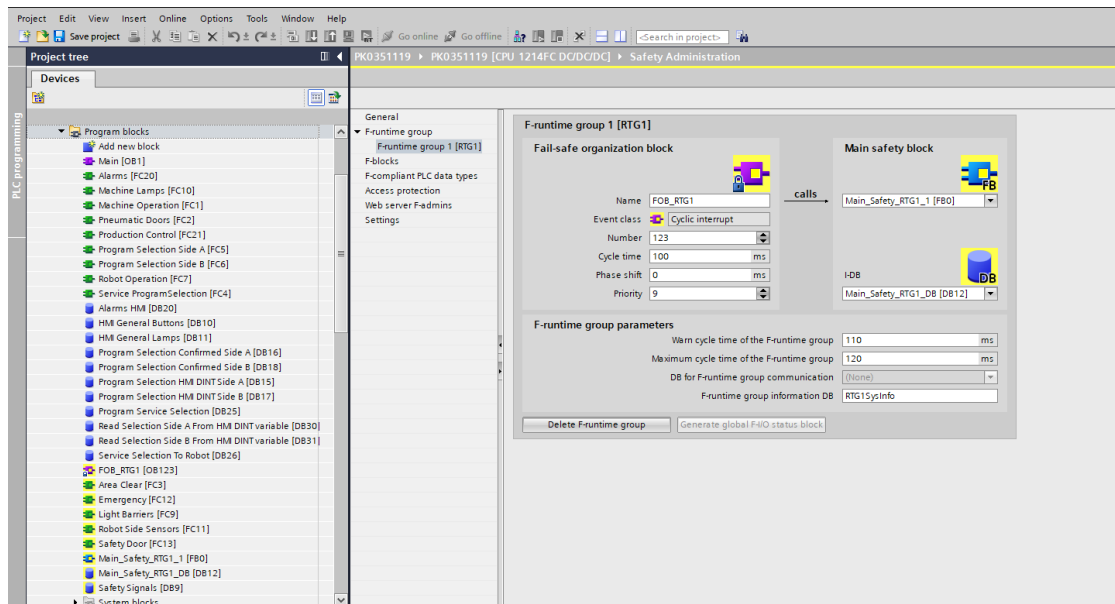 Project Edit View Insert Online Options Tools Window Help
Save project Go online Go offline <Search in project>
Project tree
PK0351119 PK0351119 [CPU 1214FC DC/DC/DC] Safety Administration
Devices
PLC programming
Program blocks
Add new block
Main [OB1]
Alarms [FC20]
Machine Lamps [FC10]
Machine Operation [FC1]
Pneumatic Doors [FC2]
Production Control [FC21]
Program Selection Side A [FC5]
Program Selection Side B [FC6]
Robot Operation [FC7]
Service ProgramSelection [FC4]
Alarms HMI [DB20]
HMI General Buttons [DB10]
HMI General Lamps [DB11]
Program Selection Confirmed Side A [DB16]
Program Selection Confirmed Side B [DB18]
Program Selection HMI DINT Side A [DB15]
Program Selection HMI DINT Side B [DB17]
Program Service Selection [DB25]
Read Selection Side A From HMI DINT variable [DB30]
Read Selection Side B From HMI DINT variable [DB31]
Service Selection To Robot [DB26]
FOB_RTG1 [OB123]
Area Clear [FC3]
Emergency [FC12]
Light Barriers [FC9]
Robot Side Sensors [FC11]
Safety Door [FC13]
Main_Safety_RTG1_1 [FB0]
Main_Safety_RTG1_DB [DB12]
Safety Signals [DB9]
System blocks
General
F-runtime group
F-runtime group 1 [RTG1]
F-blocks
F-compliant PLC data types
Access protection
Web server F-admins
Settings
F-runtime group 1 [RTG1]
Fail-safe organization block
Name FOB_RTG1
Event class Cyclic interrupt
Number 123
Cycle time 100 ms
Phase shift 0 ms
Priority 9
calls
Main safety block
FB
Main_Safety_RTG1_1 [FB0]
I-DB
DB
Main_Safety_RTG1_DB [DB12]
F-runtime group parameters
Warn cycle time of the F-runtime group 110 ms
Maximum cycle time of the F-runtime group 120 ms
DB for F-runtime group communication (None)
F-runtime group information DB RTG1SysInfo
Delete F-runtime group Generate global F-I/O status block